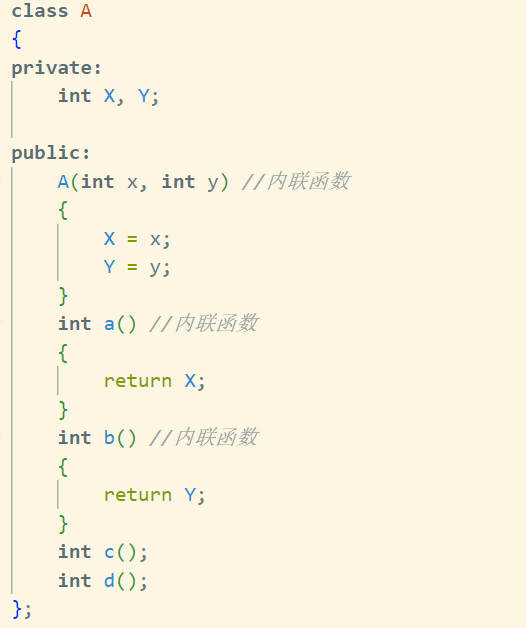 class A
{
private:
    int X, Y;

public:
    A(int x, int y) //内联函数
    {
        X = x;
        Y = y;
    }
    int a() //内联函数
    {
        return X;
    }
    int b() //内联函数
    {
        return Y;
    }
    int c();
    int d();
};